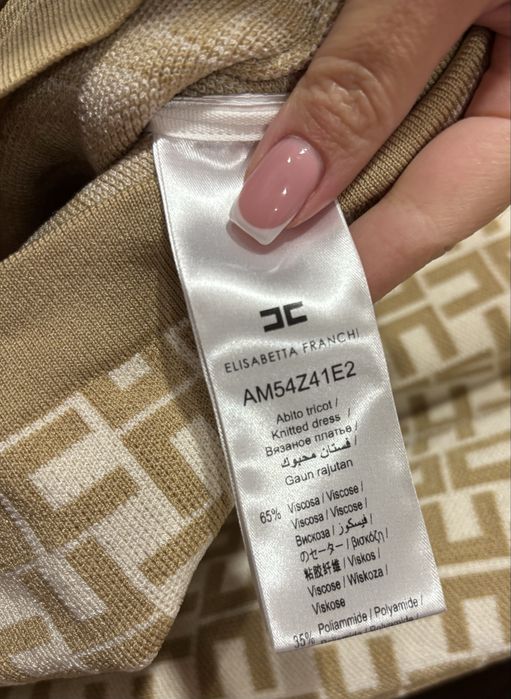 ELISABETTA FRANCHI
AM54Z41E2
Abito tricot /
Knitted dress /
Вязаное платье /
فستان محبوك /
Gaun rajutan
65% Viscosa / Viscose /
Viscosa / Viscose /
Вискоза / فيسكوز /
のセーター / βισκόζη /
粘胶纤维 / Viskos /
Viscose / Wiskoza /
Viskose
35% Poliammide / Polyamide /